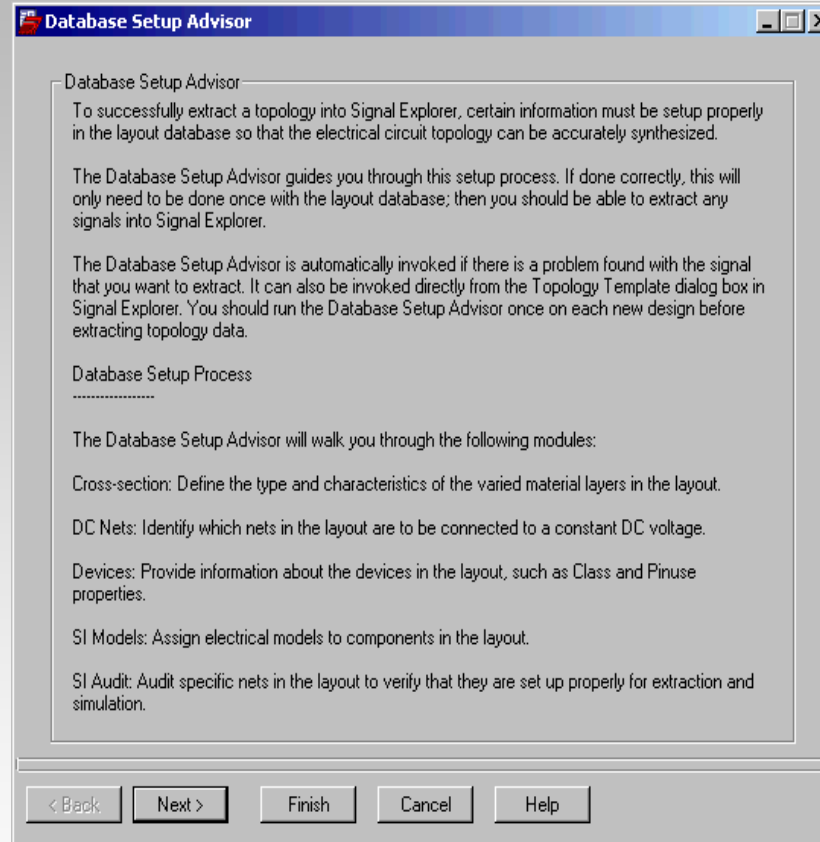 Database Setup Advisor
Database Setup Advisor
To successfully extract a topology into Signal Explorer, certain information must be setup properly
in the layout database so that the electrical circuit topology can be accurately synthesized.
The Database Setup Advisor guides you through this setup process. If done correctly, this will
only need to be done once with the layout database; then you should be able to extract any
signals into Signal Explorer.
The Database Setup Advisor is automatically invoked if there is a problem found with the signal
that you want to extract. It can also be invoked directly from the Topology Template dialog box in
Signal Explorer. You should run the Database Setup Advisor once on each new design before
extracting topology data.
Database Setup Process
------------------
The Database Setup Advisor will walk you through the following modules:
Cross-section: Define the type and characteristics of the varied material layers in the layout.
DC Nets: Identify which nets in the layout are to be connected to a constant DC voltage.
Devices: Provide information about the devices in the layout, such as Class and Pinuse
properties.
SI Models: Assign electrical models to components in the layout.
SI Audit: Audit specific nets in the layout to verify that they are set up properly for extraction and
simulation.
< Back Next > Finish Cancel Help